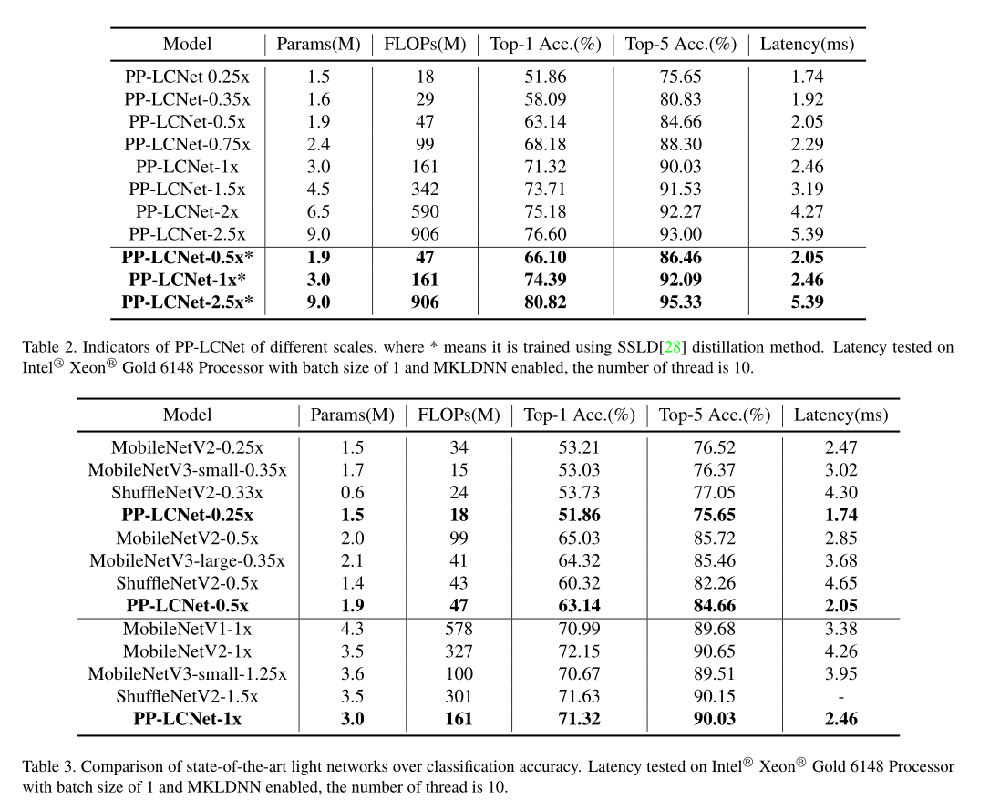 Model Params(M) FLOPs(M) Top-1 Acc.(%) Top-5 Acc.(%) Latency(ms)
PP-LCNet 0.25x 1.5 18 51.86 75.65 1.74
PP-LCNet-0.35x 1.6 29 58.09 80.83 1.92
PP-LCNet-0.5x 1.9 47 63.14 84.66 2.05
PP-LCNet-0.75x 2.4 99 68.18 88.30 2.29
PP-LCNet-1x 3.0 161 71.32 90.03 2.46
PP-LCNet-1.5x 4.5 342 73.71 91.53 3.19
PP-LCNet-2x 6.5 590 75.18 92.27 4.27
PP-LCNet-2.5x 9.0 906 76.60 93.00 5.39
PP-LCNet-0.5x* 1.9 47 66.10 86.46 2.05
PP-LCNet-1x* 3.0 161 74.39 92.09 2.46
PP-LCNet-2.5x* 9.0 906 80.82 95.33 5.39
Table 2. Indicators of PP-LCNet of different scales, where * means it is trained using SSLD[28] distillation method. Latency tested on
Intel® Xeon® Gold 6148 Processor with batch size of 1 and MKLDNN enabled, the number of thread is 10.
Model Params(M) FLOPs(M) Top-1 Acc.(%) Top-5 Acc.(%) Latency(ms)
MobileNetV2-0.25x 1.5 34 53.21 76.52 2.47
MobileNetV3-small-0.35x 1.7 15 53.03 76.37 3.02
ShuffleNetV2-0.33x 0.6 24 53.73 77.05 4.30
PP-LCNet-0.25x 1.5 18 51.86 75.65 1.74
MobileNetV2-0.5x 2.0 99 65.03 85.72 2.85
MobileNetV3-large-0.35x 2.1 41 64.32 85.46 3.68
ShuffleNetV2-0.5x 1.4 43 60.32 82.26 4.65
PP-LCNet-0.5x 1.9 47 63.14 84.66 2.05
MobileNetV1-1x 4.3 578 70.99 89.68 3.38
MobileNetV2-1x 3.5 327 72.15 90.65 4.26
MobileNetV3-small-1.25x 3.6 100 70.67 89.51 3.95
ShuffleNetV2-1.5x 3.5 301 71.63 90.15 -
PP-LCNet-1x 3.0 161 71.32 90.03 2.46
Table 3. Comparison of state-of-the-art light networks over classification accuracy. Latency tested on Intel® Xeon® Gold 6148 Processor
with batch size of 1 and MKLDNN enabled, the number of thread is 10.